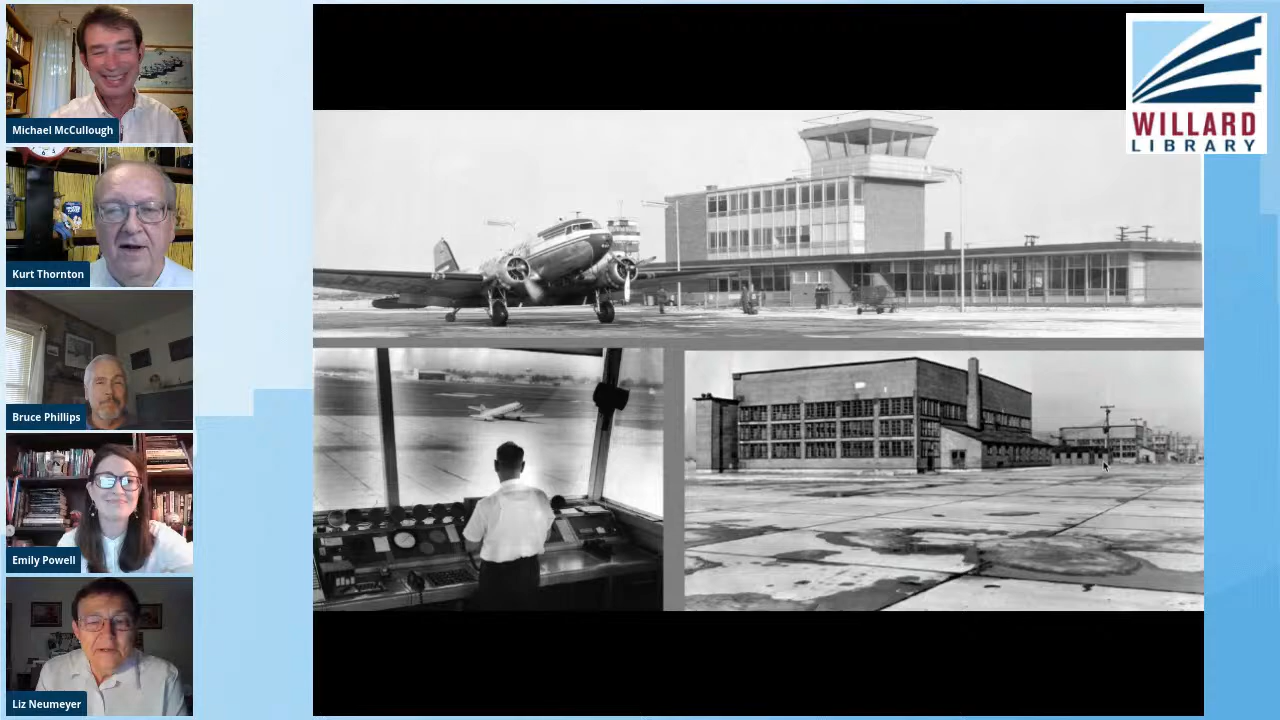 Michael McCullough
Kurt Thornton
Bruce Phillips
Emily Powell
Liz Neumeyer
WILLARD
LIBRARY